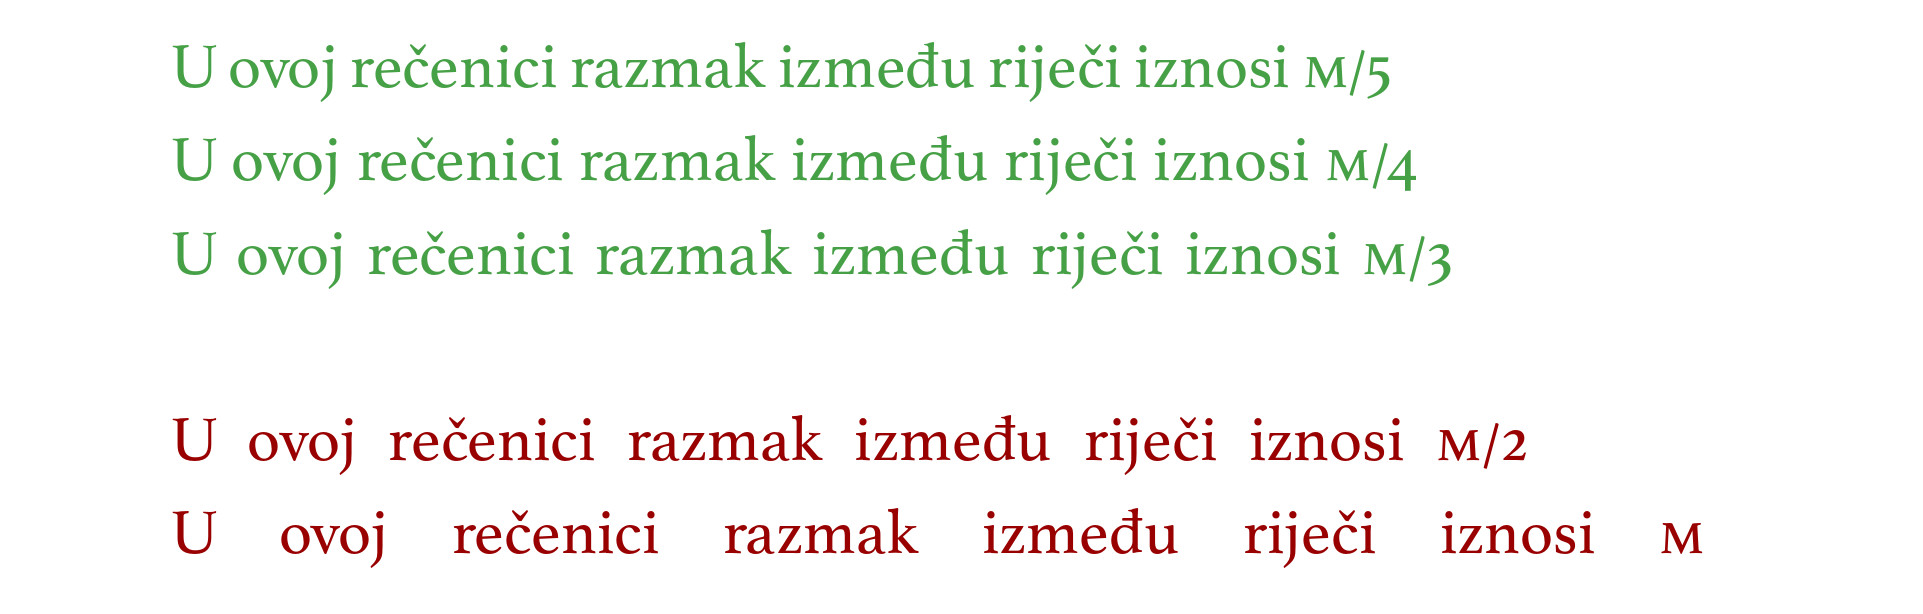 U ovoj rečenici razmak između riječi iznosi M/5
U ovoj rečenici razmak između riječi iznosi M/4
U ovoj rečenici razmak između riječi iznosi M/3
U ovoj rečenici razmak između riječi iznosi M/2
U ovoj rečenici razmak između riječi iznosi M